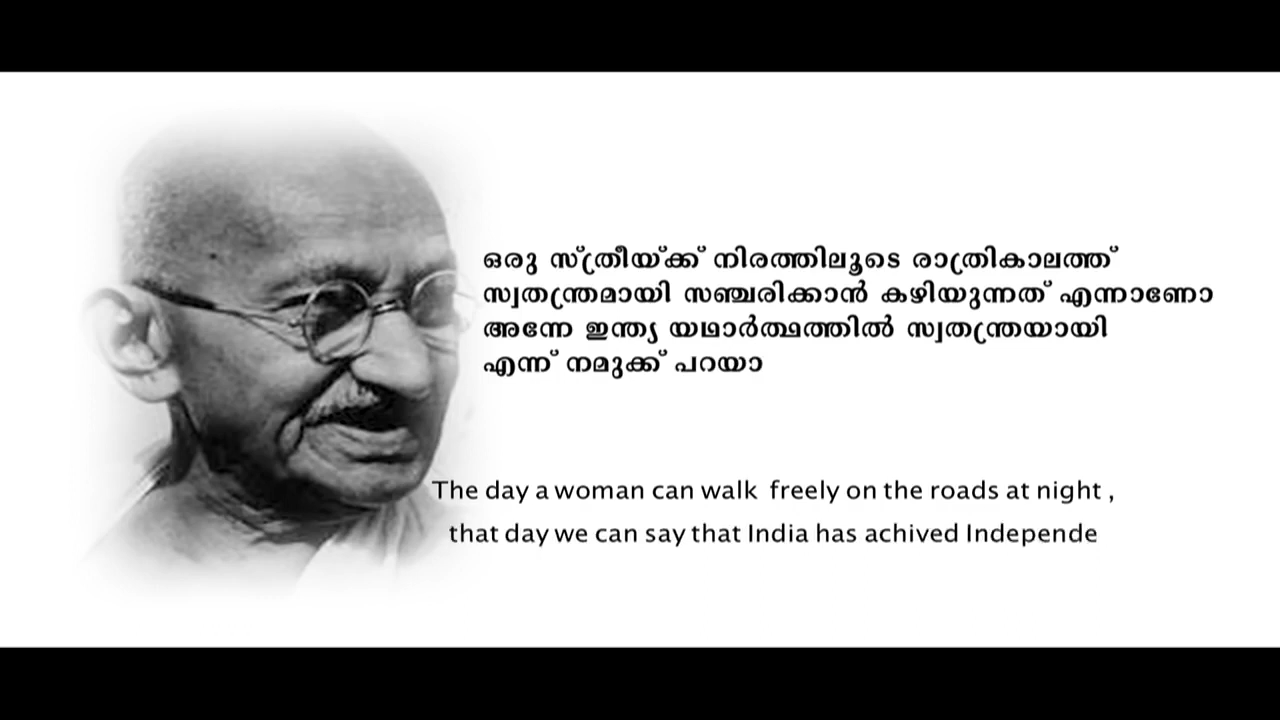 ഒരു സ്ത്രീയ്ക്ക് നിരത്തിലൂടെ രാത്രികാലത്ത്
സ്വതന്ത്രമായി സഞ്ചരിക്കാൻ കഴിയുന്നത് എന്നാണോ
അന്നേ ഇന്ത്യ യഥാർത്ഥത്തിൽ സ്വതന്ത്രയായി
എന്ന് നമുക്ക് പറയാ
The day a woman can walk freely on the roads at night ,
that day we can say that India has achived Independe